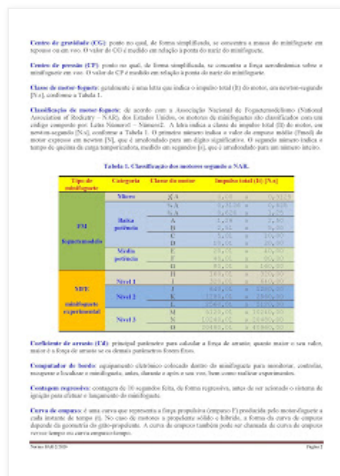 Centro de gravidade (CG): ponto no qual, de forma simplificada, se concentra a massa do minifoguete em
repouso ou em voo. O valor do CG é medido em relação à ponta do nariz do minifoguete.
Centro de pressão (CP): ponto no qual, de forma simplificada, se concentra a força aerodinâmica sobre o
minifoguete em voo. O valor do CP é medido em relação à ponta do nariz do minifoguete.
Classe do motor-foguete: geralmente é uma letra que indica o impulso total (It) do motor, em newton-segundo
[N.s], conforme a Tabela 1.
Classificação de motor-foguete: de acordo com a Associação Nacional de Foguetemodelismo (National
Association of Rocketry – NAR), dos Estados Unidos, os motores de minifoguetes são classificados com um
código composto por: Letra Número1 – Número2. A letra indica a classe do impulso total (It) do motor, em
newton-segundo [N.s], conforme a Tabela 1. O primeiro número indica o valor do empuxo médio (Fmed) do
motor expresso em newton [N], que é arredondado para um dígito significativo. O segundo número indica o
tempo de queima da carga temporizadora, medido em segundos [s], que é arredondado para um número inteiro.
Tabela 1. Classificação dos motores segundo a NAR.
Tipo de minifoguete Categoria Classe do motor Impulso total (It) [N.s]
Micro
FM
foguetemodelo
Baixa potência
B
C
D
Média potência
E
F
G
MFE
minifoguete experimental
H
Nível 1 I
Nível 2 J
K
L
Nível 3 M
N
O
Coeficiente de arrasto (Cd): principal parâmetro para calcular a força de arrasto; quanto maior o seu valor,
maior é a força de arrasto se os demais parâmetros forem fixos.
Computador de bordo: equipamento eletrônico colocado dentro do minifoguete para monitorar, controlar,
recuperar e localizar o minifoguete, antes, durante e após o seu voo; bem como realizar experimentos.
Contagem regressiva: contagem de 10 segundos feita, de forma regressiva, antes de ser acionado o sistema de
ignição para efetuar o lançamento do minifoguete.
Curva de empuxo: é uma curva que representa a força propulsiva (empuxo F) produzida pelo motor-foguete a
cada instante de tempo (t). No caso de motores a propelente sólido e híbrido, a forma da curva de empuxo
depende da geometria do grão-propelente. A curva de empuxo também pode ser chamada de curva de empuxo
versus tempo ou curva empuxo-tempo.
Página 2